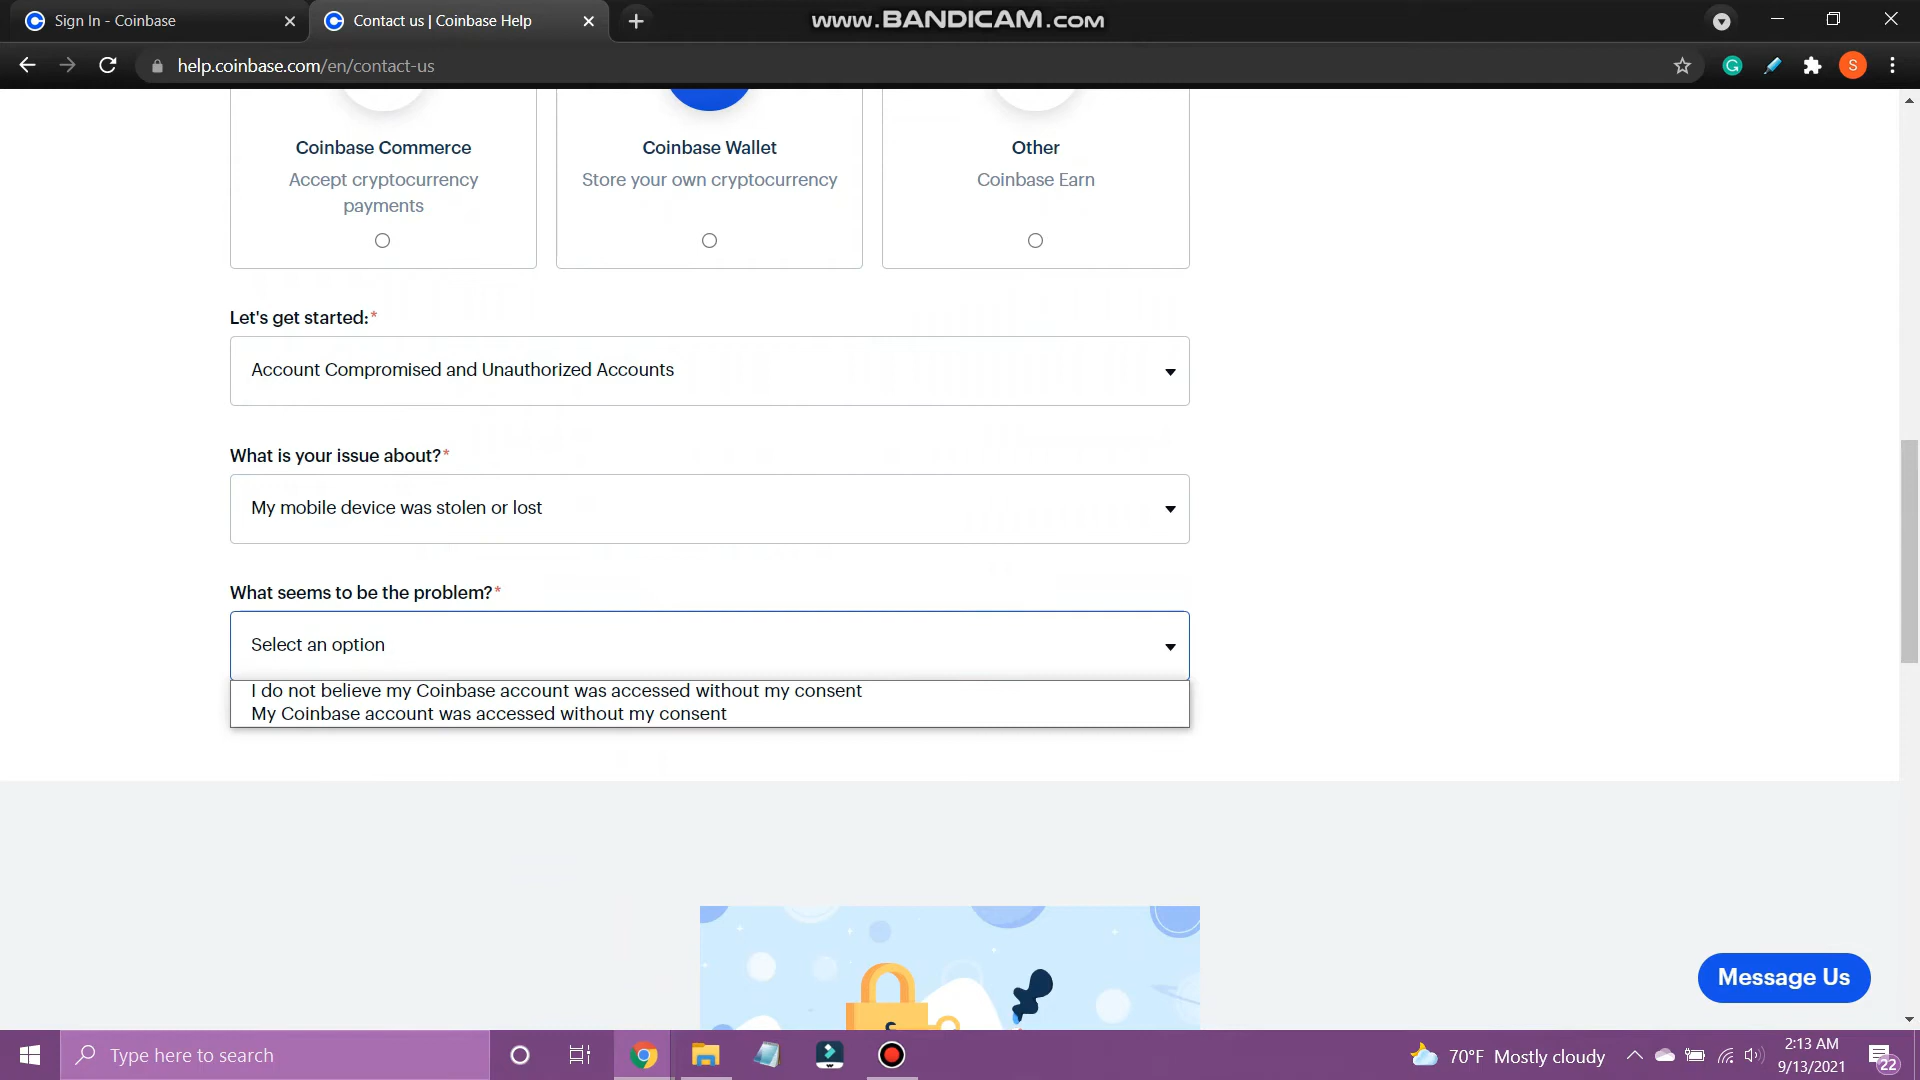 Sign In - Coinbase
Contact us | Coinbase Help
WWW.BANDICAM.COM
help.coinbase.com/en/contact-us
G
S
Coinbase Commerce
Accept cryptocurrency
payments
Coinbase Wallet
Store your own cryptocurrency
Other
Coinbase Earn
Let's get started:*
Account Compromised and Unauthorized Accounts
What is your issue about?*
My mobile device was stolen or lost
What seems to be the problem?*
Select an option
I do not believe my Coinbase account was accessed without my consent
My Coinbase account was accessed without my consent
Message Us
Type here to search
70°F Mostly cloudy
2:13 AM
9/13/2021
22